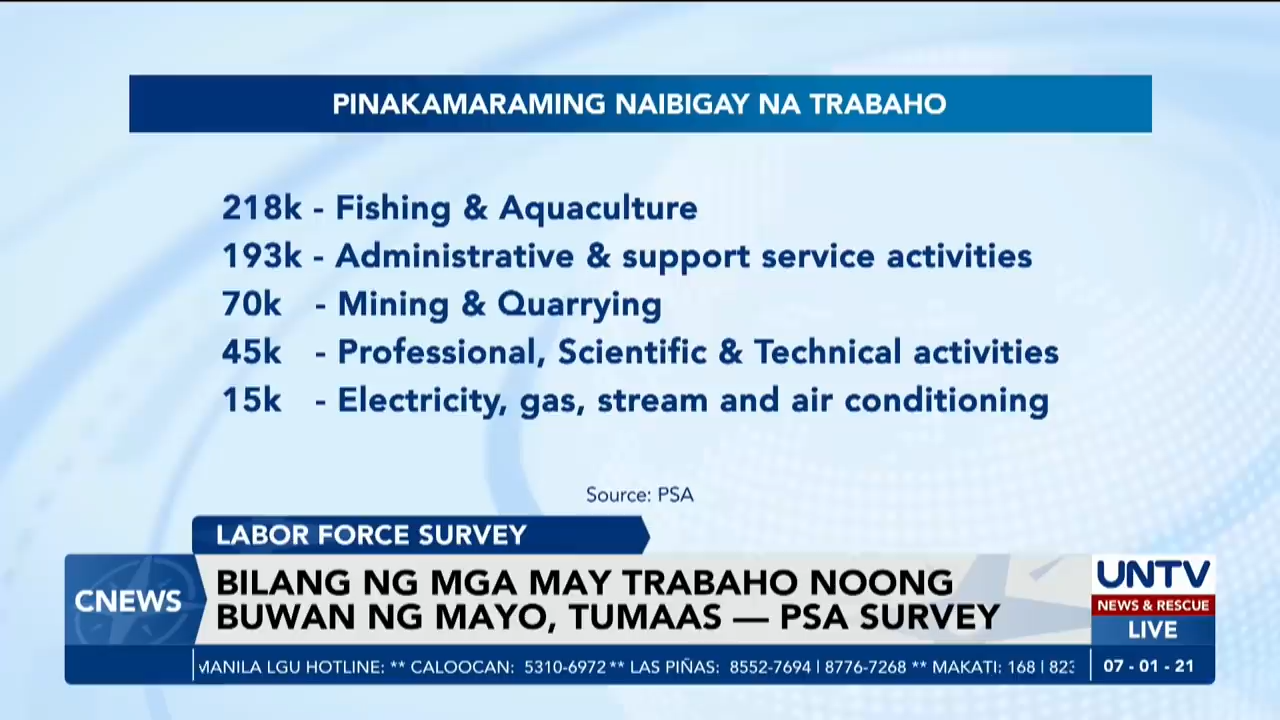 PINAKAMARAMING NAIBIGAY NA TRABAHO
218k - Fishing & Aquaculture
193k - Administrative & support service activities
70k - Mining & Quarrying
45k - Professional, Scientific & Technical activities
15k - Electricity, gas, stream and air conditioning
Source: PSA
LABOR FORCE SURVEY
CNEWS
BILANG NG MGA MAY TRABAHO NOONG
BUWAN NG MAYO, TUMAAS — PSA SURVEY
UNTV
NEWS & RESCUE
LIVE
MANILA LGU HOTLINE: ** CALOOCAN: 5310-6972 ** LAS PIÑAS: 8552-7694 | 8776-7268 ** MAKATI: 168 |
07 - 01 - 21